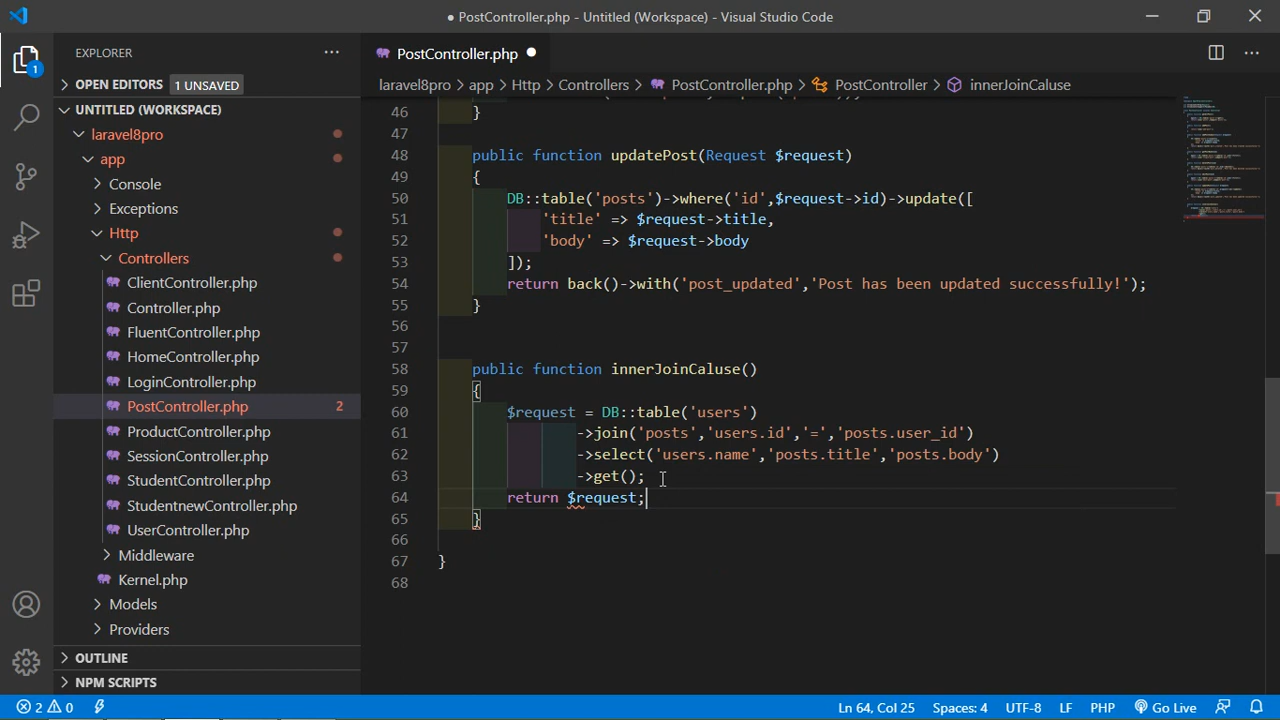 PostController.php - Untitled (Workspace) - Visual Studio Code
EXPLORER
OPEN EDITORS 1 UNSAVED
UNTITLED (WORKSPACE)
laravel8pro
app
Console
Exceptions
Http
Controllers
ClientController.php
Controller.php
FluentController.php
HomeController.php
LoginController.php
PostController.php 2
ProductController.php
SessionController.php
StudentController.php
StudentnewController.php
UserController.php
Middleware
Kernel.php
Models
Providers
OUTLINE
NPM SCRIPTS
1
PostController.php
laravel8pro > app > Http > Controllers > PostController.php > PostController > innerJoinCaluse
46 }
47
48 public function updatePost(Request $request)
49 {
50 DB::table('posts')->where('id',$request->id)->update([
51 'title' => $request->title,
52 'body' => $request->body
53 ]);
54 return back()->with('post_updated','Post has been updated successfully!');
55 }
56
57
58 public function innerJoinCaluse()
59 {
60 $request = DB::table('users')
61 ->join('posts','users.id','=','posts.user_id')
62 ->select('users.name','posts.title','posts.body')
63 ->get();
64 return $request;
65 }
66
67 }
68
2 0 Ln 64, Col 25 Spaces: 4 UTF-8 LF PHP Go Live